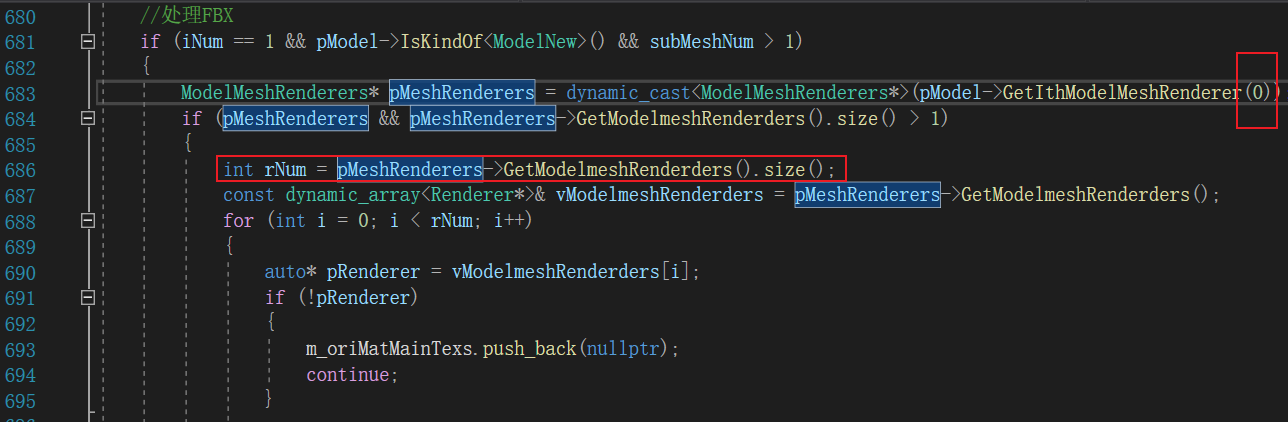 680 //处理FBX
681 if (iNum == 1 && pModel->IsKindOf<ModelNew>() && subMeshNum > 1)
682 {
683 ModelMeshRenderers* pMeshRenderers = dynamic_cast<ModelMeshRenderers*>(pModel->GetIthModelMeshRenderer(0))
684 if (pMeshRenderers && pMeshRenderers->GetModelmeshRenderders().size() > 1)
685 {
686 int rNum = pMeshRenderers->GetModelmeshRenderders().size();
687 const dynamic_array<Renderer*>& vModelmeshRenderders = pMeshRenderers->GetModelmeshRenderders();
688 for (int i = 0; i < rNum; i++)
689 {
690 auto* pRenderer = vModelmeshRenderders[i];
691 if (!pRenderer)
692 {
693 m_oriMatMainTexs.push_back(nullptr);
694 continue;
695 }